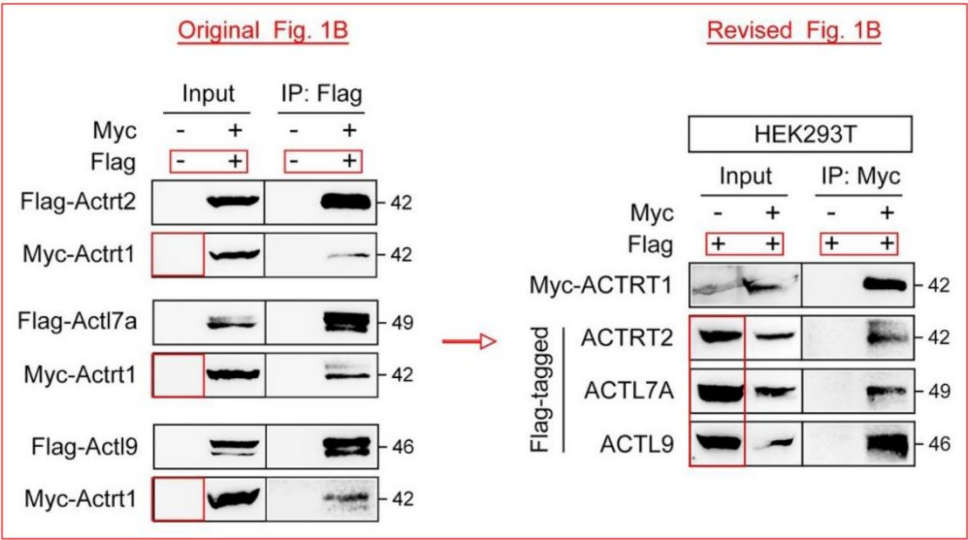 Original Fig. 1B
Input IP: Flag
Myc - + - +
Flag - + - +
Flag-Actrt2 42
Myc-Actrt1 42
Flag-Actl7a 49
Myc-Actrt1 42
Flag-Actl9 46
Myc-Actrt1 42
Revised Fig. 1B
HEK293T
Input IP: Myc
Myc - + - +
Flag + + + +
Myc-ACTRT1 42
Flag-tagged
ACTRT2 42
ACTL7A 49
ACTL9 46